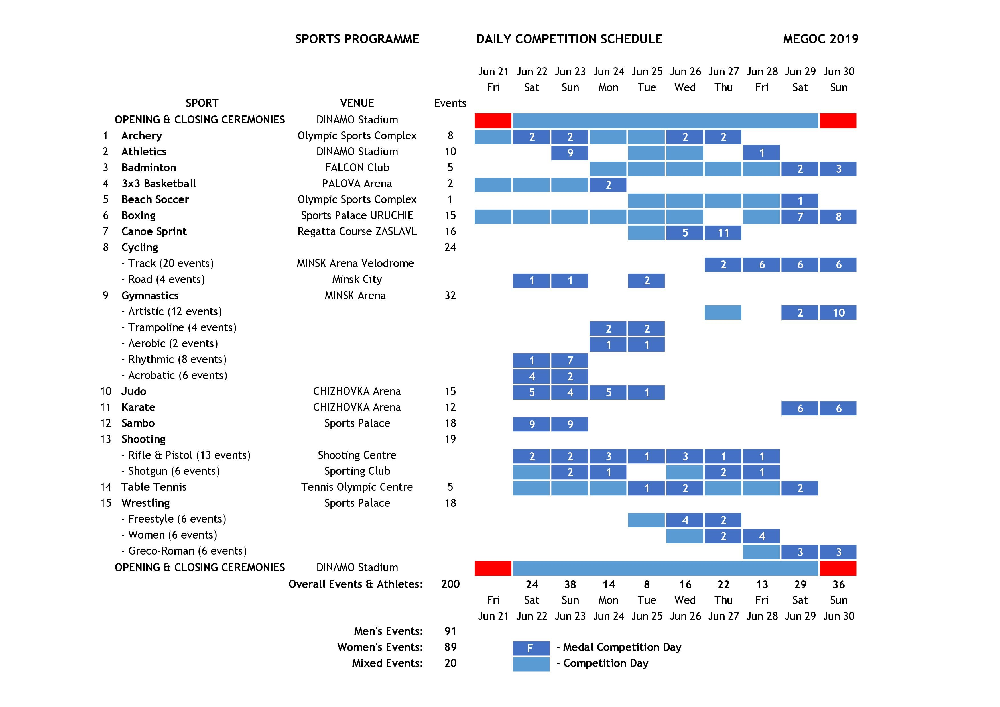 SPORTS PROGRAMME DAILY COMPETITION SCHEDULE MEGOC 2019
Jun 21 Jun 22 Jun 23 Jun 24 Jun 25 Jun 26 Jun 27 Jun 28 Jun 29 Jun 30
Fri Sat Sun Mon Tue Wed Thu Fri Sat Sun
SPORT VENUE Events
OPENING & CLOSING CEREMONIES DINAMO Stadium
1 Archery Olympic Sports Complex 8 2 2 2 2
2 Athletics DINAMO Stadium 10 9 1
3 Badminton FALCON Club 5 2 3
4 3x3 Basketball PALOVA Arena 2 2
5 Beach Soccer Olympic Sports Complex 1 1
6 Boxing Sports Palace URUCHIE 15 7 8
7 Canoe Sprint Regatta Course ZASLAVL 16 5 11
8 Cycling 24
- Track (20 events) MINSK Arena Velodrome 2 6 6 6
- Road (4 events) Minsk City 1 1 2
9 Gymnastics MINSK Arena 32
- Artistic (12 events) 2 10
- Trampoline (4 events) 2 2
- Aerobic (2 events) 1 1
- Rhythmic (8 events) 1 7
- Acrobatic (6 events) 4 2
10 Judo CHIZHOVKA Arena 15 5 4 5 1
11 Karate CHIZHOVKA Arena 12 6 6
12 Sambo Sports Palace 18 9 9
13 Shooting 19
- Rifle & Pistol (13 events) Shooting Centre 2 2 3 1 3 1 1
- Shotgun (6 events) Sporting Club 2 1 2 1
14 Table Tennis Tennis Olympic Centre 5 1 2 2
15 Wrestling Sports Palace 18
- Freestyle (6 events) 4 2
- Women (6 events) 2 4
- Greco-Roman (6 events) 3 3
OPENING & CLOSING CEREMONIES DINAMO Stadium
Overall Events & Athletes: 200 24 38 14 8 16 22 13 29 36
Fri Sat Sun Mon Tue Wed Thu Fri Sat Sun
Jun 21 Jun 22 Jun 23 Jun 24 Jun 25 Jun 26 Jun 27 Jun 28 Jun 29 Jun 30
Men's Events: 91
Women's Events: 89 F - Medal Competition Day
Mixed Events: 20 - Competition Day